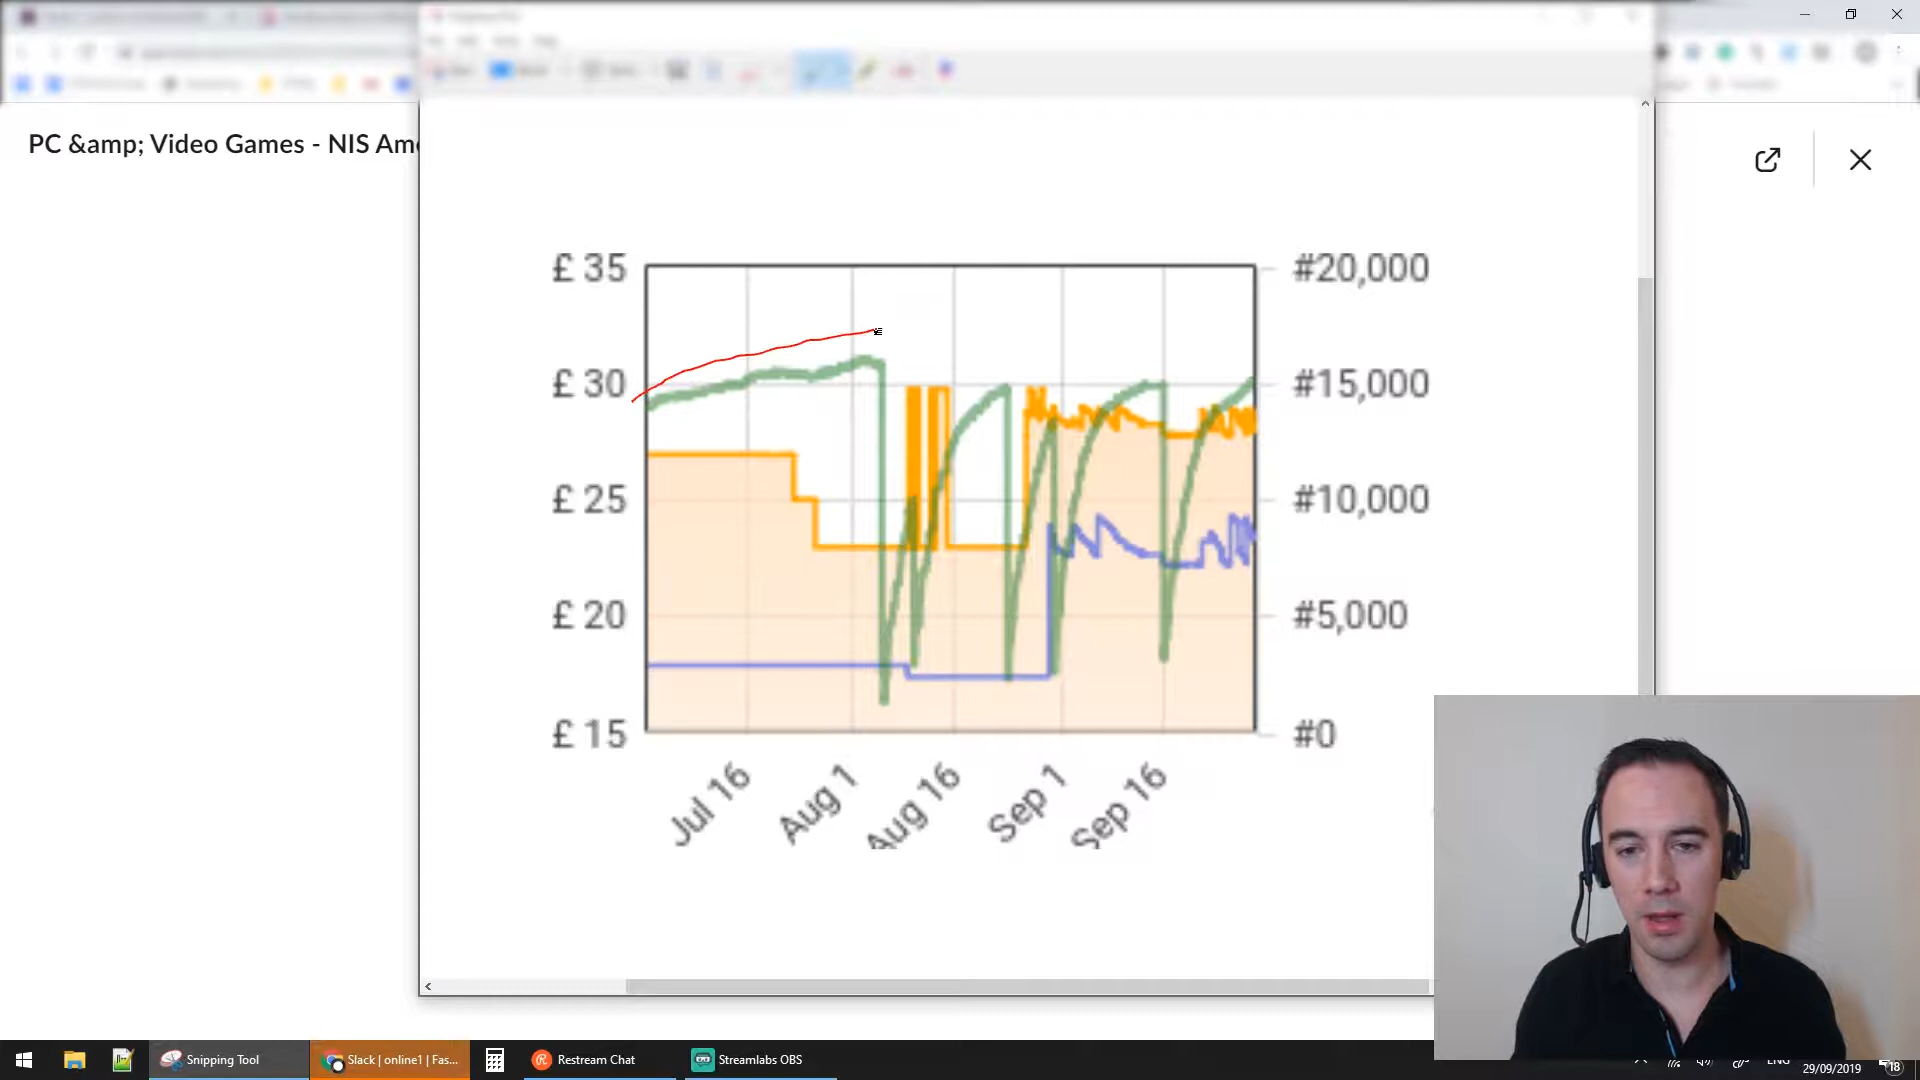 PC &amp; Video Games - NIS Am
£ 35
#20,000
£ 30
#15,000
£ 25
#10,000
£ 20
#5,000
£ 15
#0
Jul 16
Aug 1
Aug 16
Sep 1
Sep 16
Snipping Tool
Slack | online1 | Fas...
Restream Chat
Streamlabs OBS
ENG
29/09/2019
18